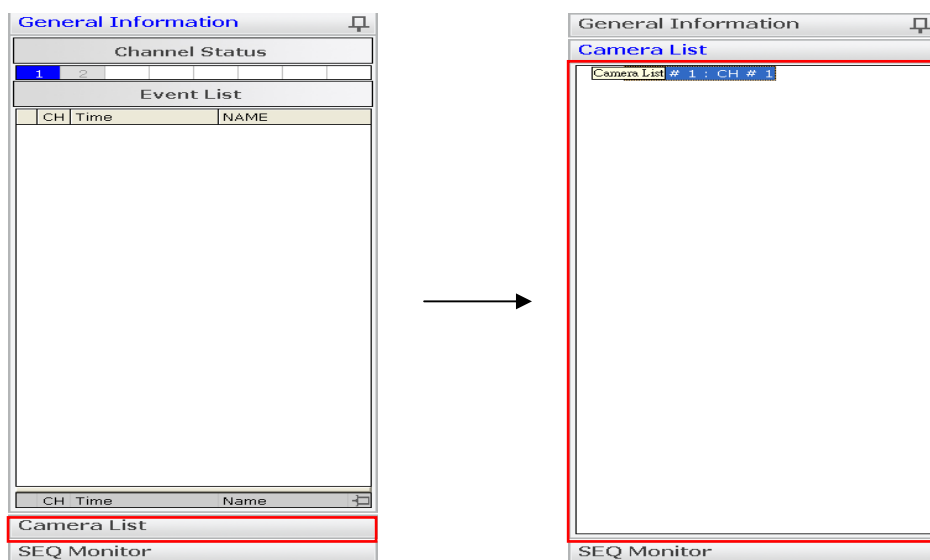 General Information
Channel Status
1 2
Event List
CH Time NAME
CH Time Name
Camera List
SEQ Monitor
General Information
Camera List
Camera List # 1 : CH # 1
SEQ Monitor